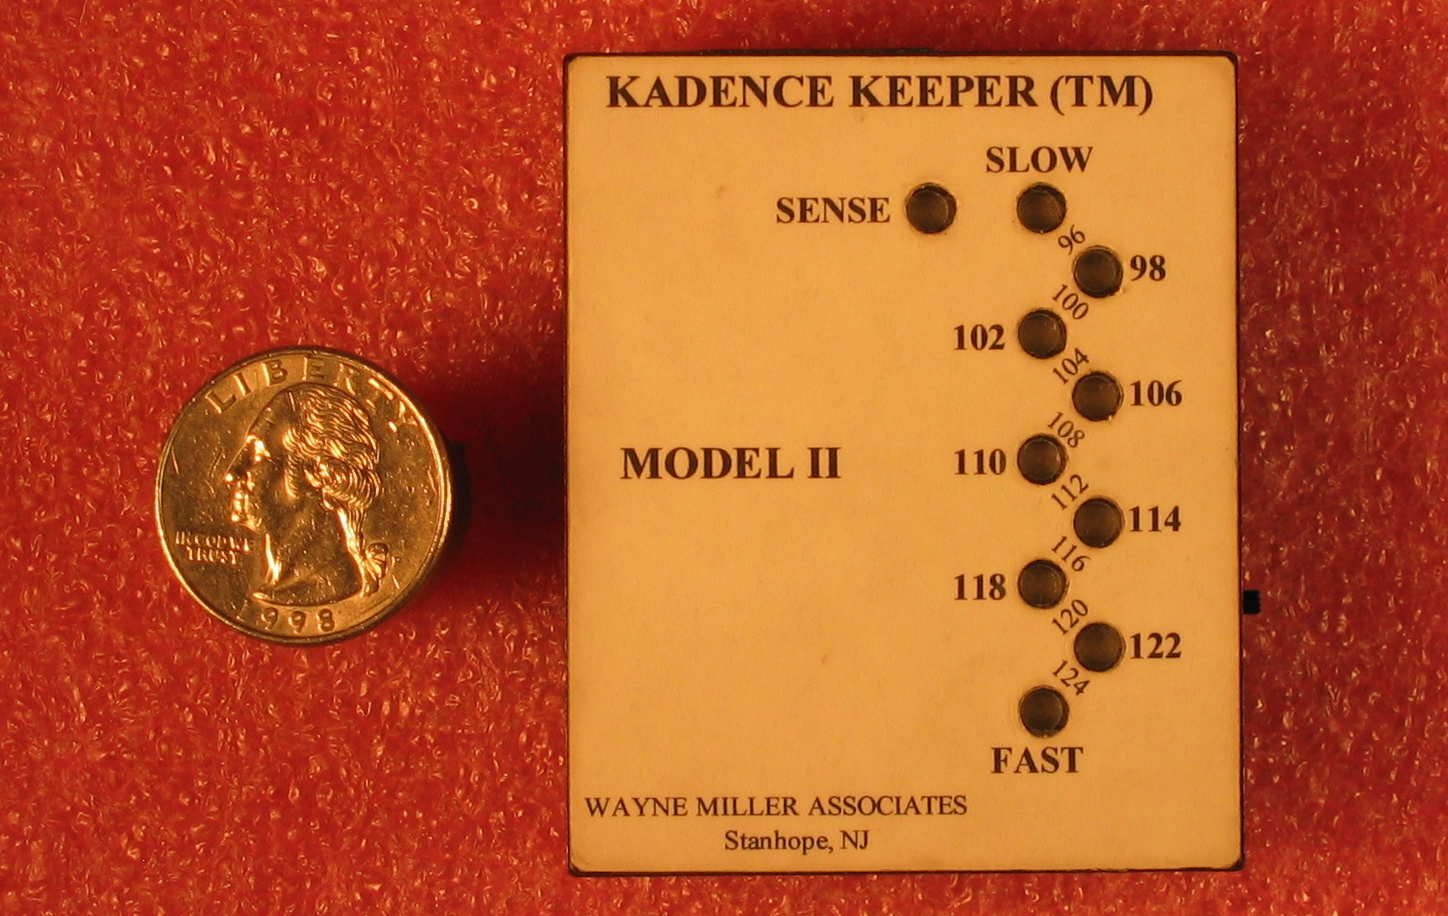 KADENCE KEEPER (TM)
SLOW
SENSE
96
98
100
102
104
106
108
110
112
114
116
118
120
122
124
FAST
MODEL II
WAYNE MILLER ASSOCIATES
Stanhope, NJ
LIBERTY
IN GOD WE
TRUST
1998